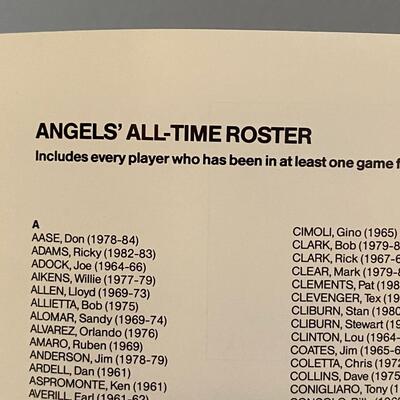 ANGELS' ALL-TIME ROSTER
Includes every player who has been in at least one game f
A
AASE, Don (1978-84)
ADAMS, Ricky (1982-83)
ADOCK, Joe (1964-66)
AIKENS, Willie (1977-79)
ALLEN, Lloyd (1969-73)
ALLIETTA, Bob (1975)
ALOMAR, Sandy (1969-74)
ALVAREZ, Orlando (1976)
AMARO, Ruben (1969)
ANDERSON, Jim (1978-79)
ARDELL, Dan (1961)
ASPROMONTE, Ken (1961)
AVERILL, Earl (1961-62)
CIMOLI, Gino (1965)
CLARK, Bob (1979-8
CLARK, Rick (1967-6
CLEAR, Mark (1979-8
CLEMENTS, Pat (198
CLEVENGER, Tex (19
CLIBURN, Stan (1980
CLIBURN, Stewart (19
CLINTON, Lou (1964-
COATES, Jim (1965-6
COLETTA, Chris (197
COLLINS, Dave (1975
CONIGLIARO, Tony (1